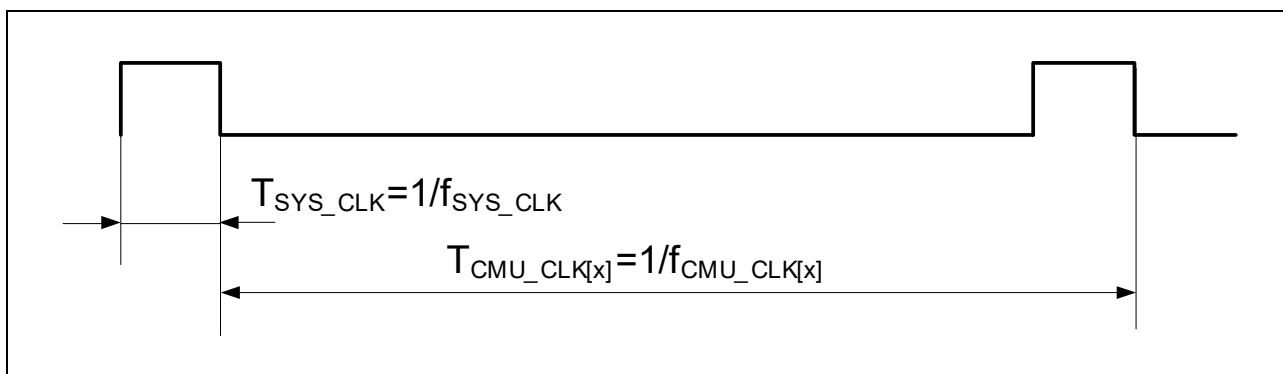 T_SYS_CLK=1/f_SYS_CLK
T_CMU_CLK[x]=1/f_CMU_CLK[x]